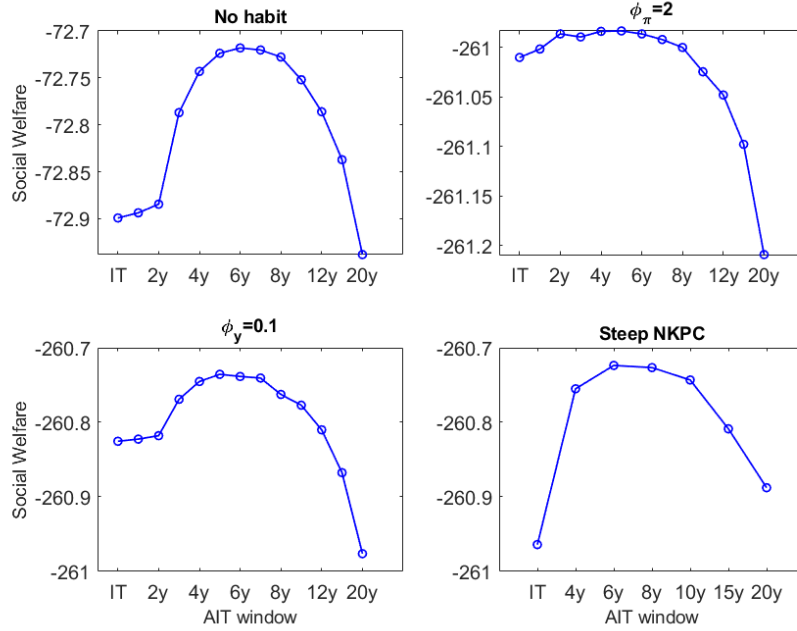 No habit
-72.7
-72.75
-72.8
-72.85
-72.9
Social Welfare
IT 2y 4y 6y 8y 12y 20y
ϕπ=2
-261
-261.05
-261.1
-261.15
-261.2
IT 2y 4y 6y 8y 12y 20y
ϕy=0.1
-260.7
-260.8
-260.9
-261
Social Welfare
IT 2y 4y 6y 8y 12y 20y
AIT window
Steep NKPC
-260.7
-260.8
-260.9
-261
IT 4y 6y 8y 10y 15y 20y
AIT window